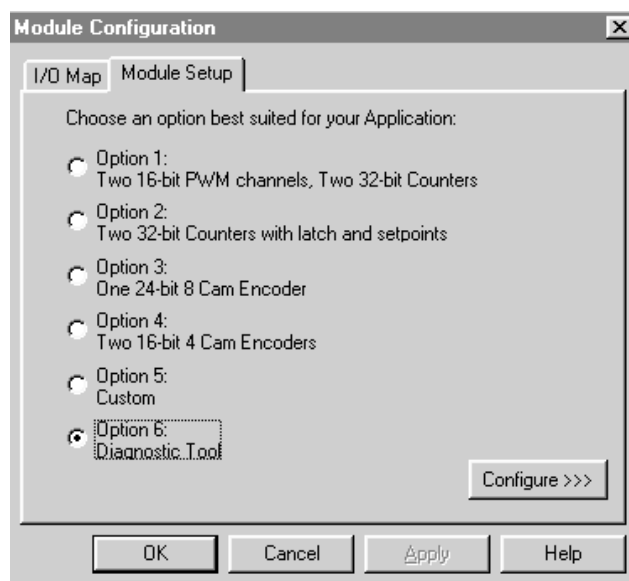 Module Configuration
I/O Map
Module Setup
Choose an option best suited for your Application:
Option 1:
Two 16-bit PWM channels, Two 32-bit Counters
Option 2:
Two 32-bit Counters with latch and setpoints
Option 3:
One 24-bit 8 Cam Encoder
Option 4:
Two 16-bit 4 Cam Encoders
Option 5:
Custom
Option 6:
Diagnostic Tool
Configure >>>
OK
Cancel
Apply
Help